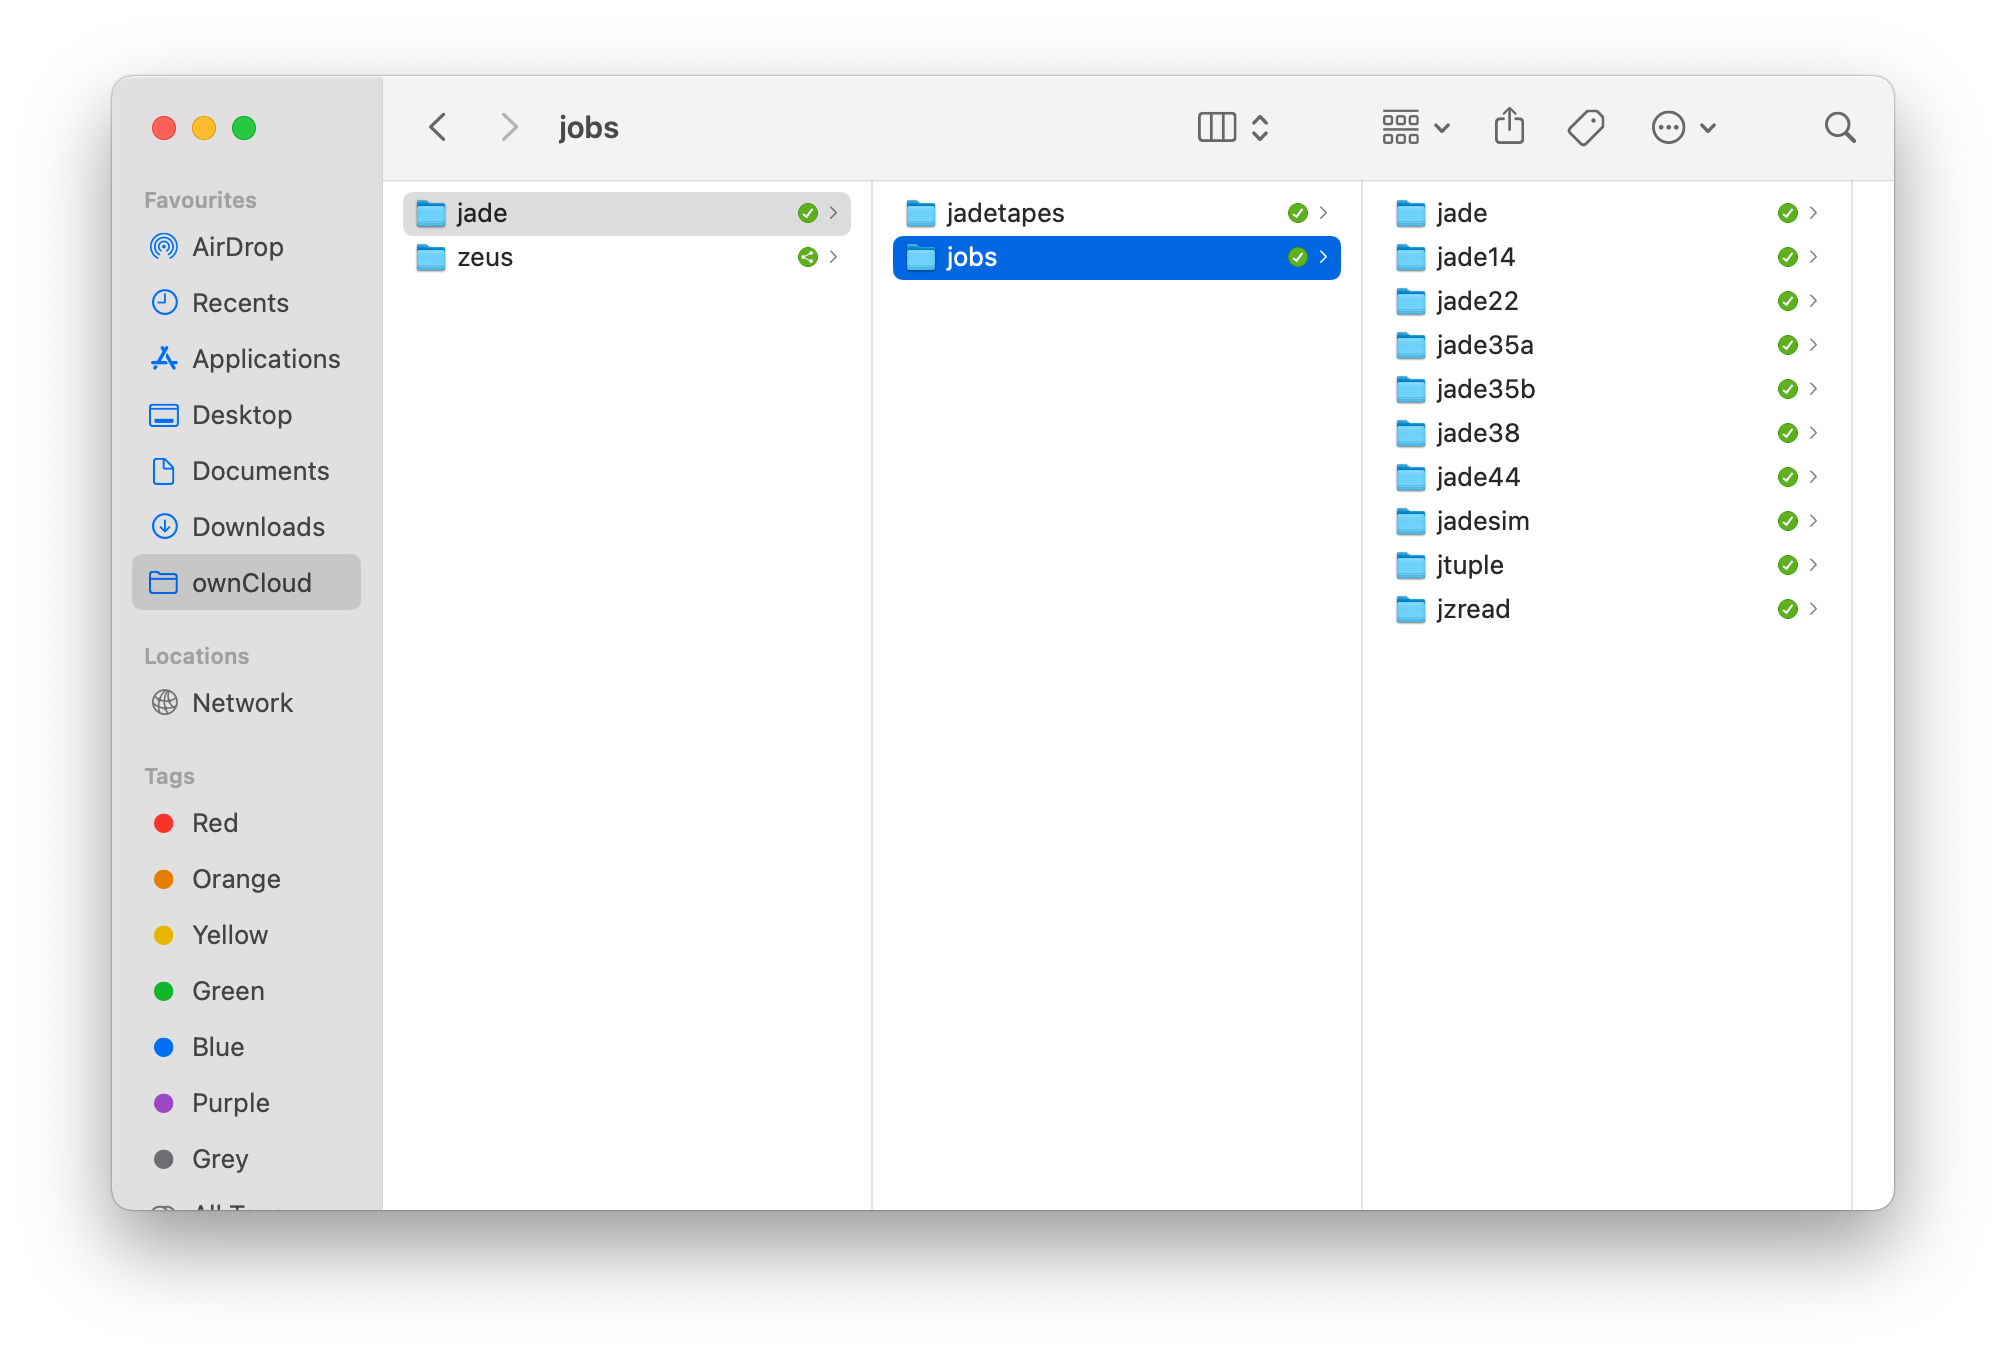 jobs
Favourites
AirDrop
Recents
Applications
Desktop
Documents
Downloads
ownCloud
Locations
Network
Tags
Red
Orange
Yellow
Green
Blue
Purple
Grey
jade
zeus
jadetapes
jobs
jade
jade14
jade22
jade35a
jade35b
jade38
jade44
jadesim
jtuple
jzread